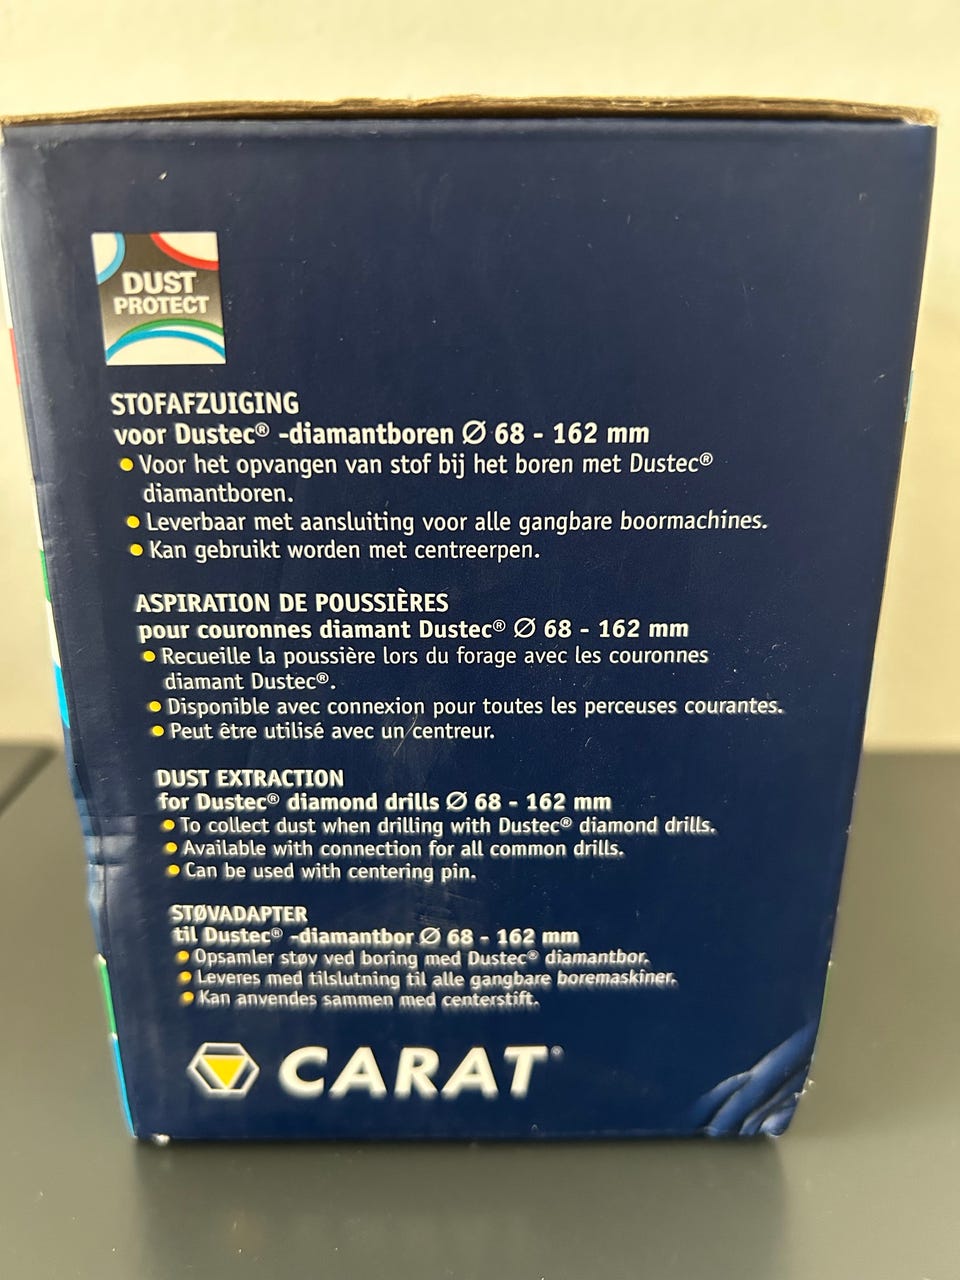 DUST
PROTECT
STOFAFZUIGING
voor Dustec® -diamantboren Ø 68 - 162 mm
• Voor het opvangen van stof bij het boren met Dustec®
diamantboren.
• Leverbaar met aansluiting voor alle gangbare boormachines.
• Kan gebruikt worden met centreerpen.
ASPIRATION DE POUSSIÈRES
pour couronnes diamant Dustec® Ø 68 - 162 mm
• Recueille la poussière lors du forage avec les couronnes
diamant Dustec®.
• Disponible avec connexion pour toutes les perceuses courantes.
• Peut être utilisé avec un centreur.
DUST EXTRACTION
for Dustec® diamond drills Ø 68 - 162 mm
• To collect dust when drilling with Dustec® diamond drills.
• Available with connection for all common drills.
• Can be used with centering pin.
STØVADAPTER
til Dustec® -diamantbor Ø 68 - 162 mm
• Opsamler støv ved boring med Dustec® diamantbor.
• Leveres med tilslutning til alle gangbare boremaskiner.
• Kan anvendes sammen med centerstift.
CARAT®